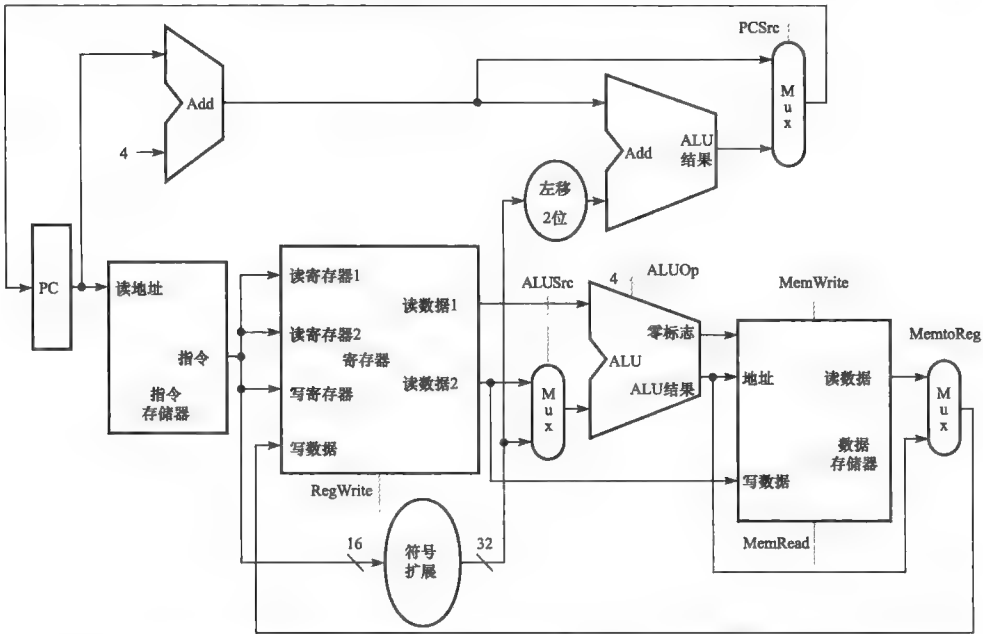 PCSrc
Add
4
M
u
x
Add
ALU
结果
左移
2位
PC
读地址
指令
指令
存储器
读寄存器1
读数据1
读寄存器2
寄存器
读数据2
写寄存器
写数据
RegWrite
16
符号
扩展
32
ALUSrc
M
u
x
4
ALUOp
零标志
ALU
ALU结果
MemWrite
地址
读数据
数据
存储器
写数据
MemRead
MemtoReg
M
u
x